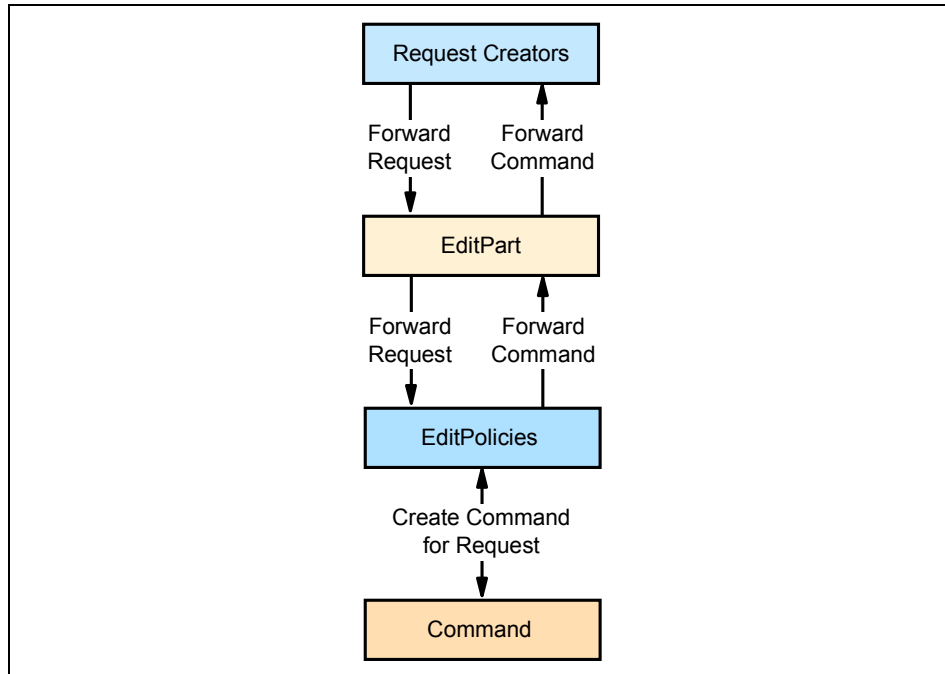 Request Creators
Forward
Request
Forward
Command
EditPart
Forward
Request
Forward
Command
EditPolicies
Create Command
for Request
Command